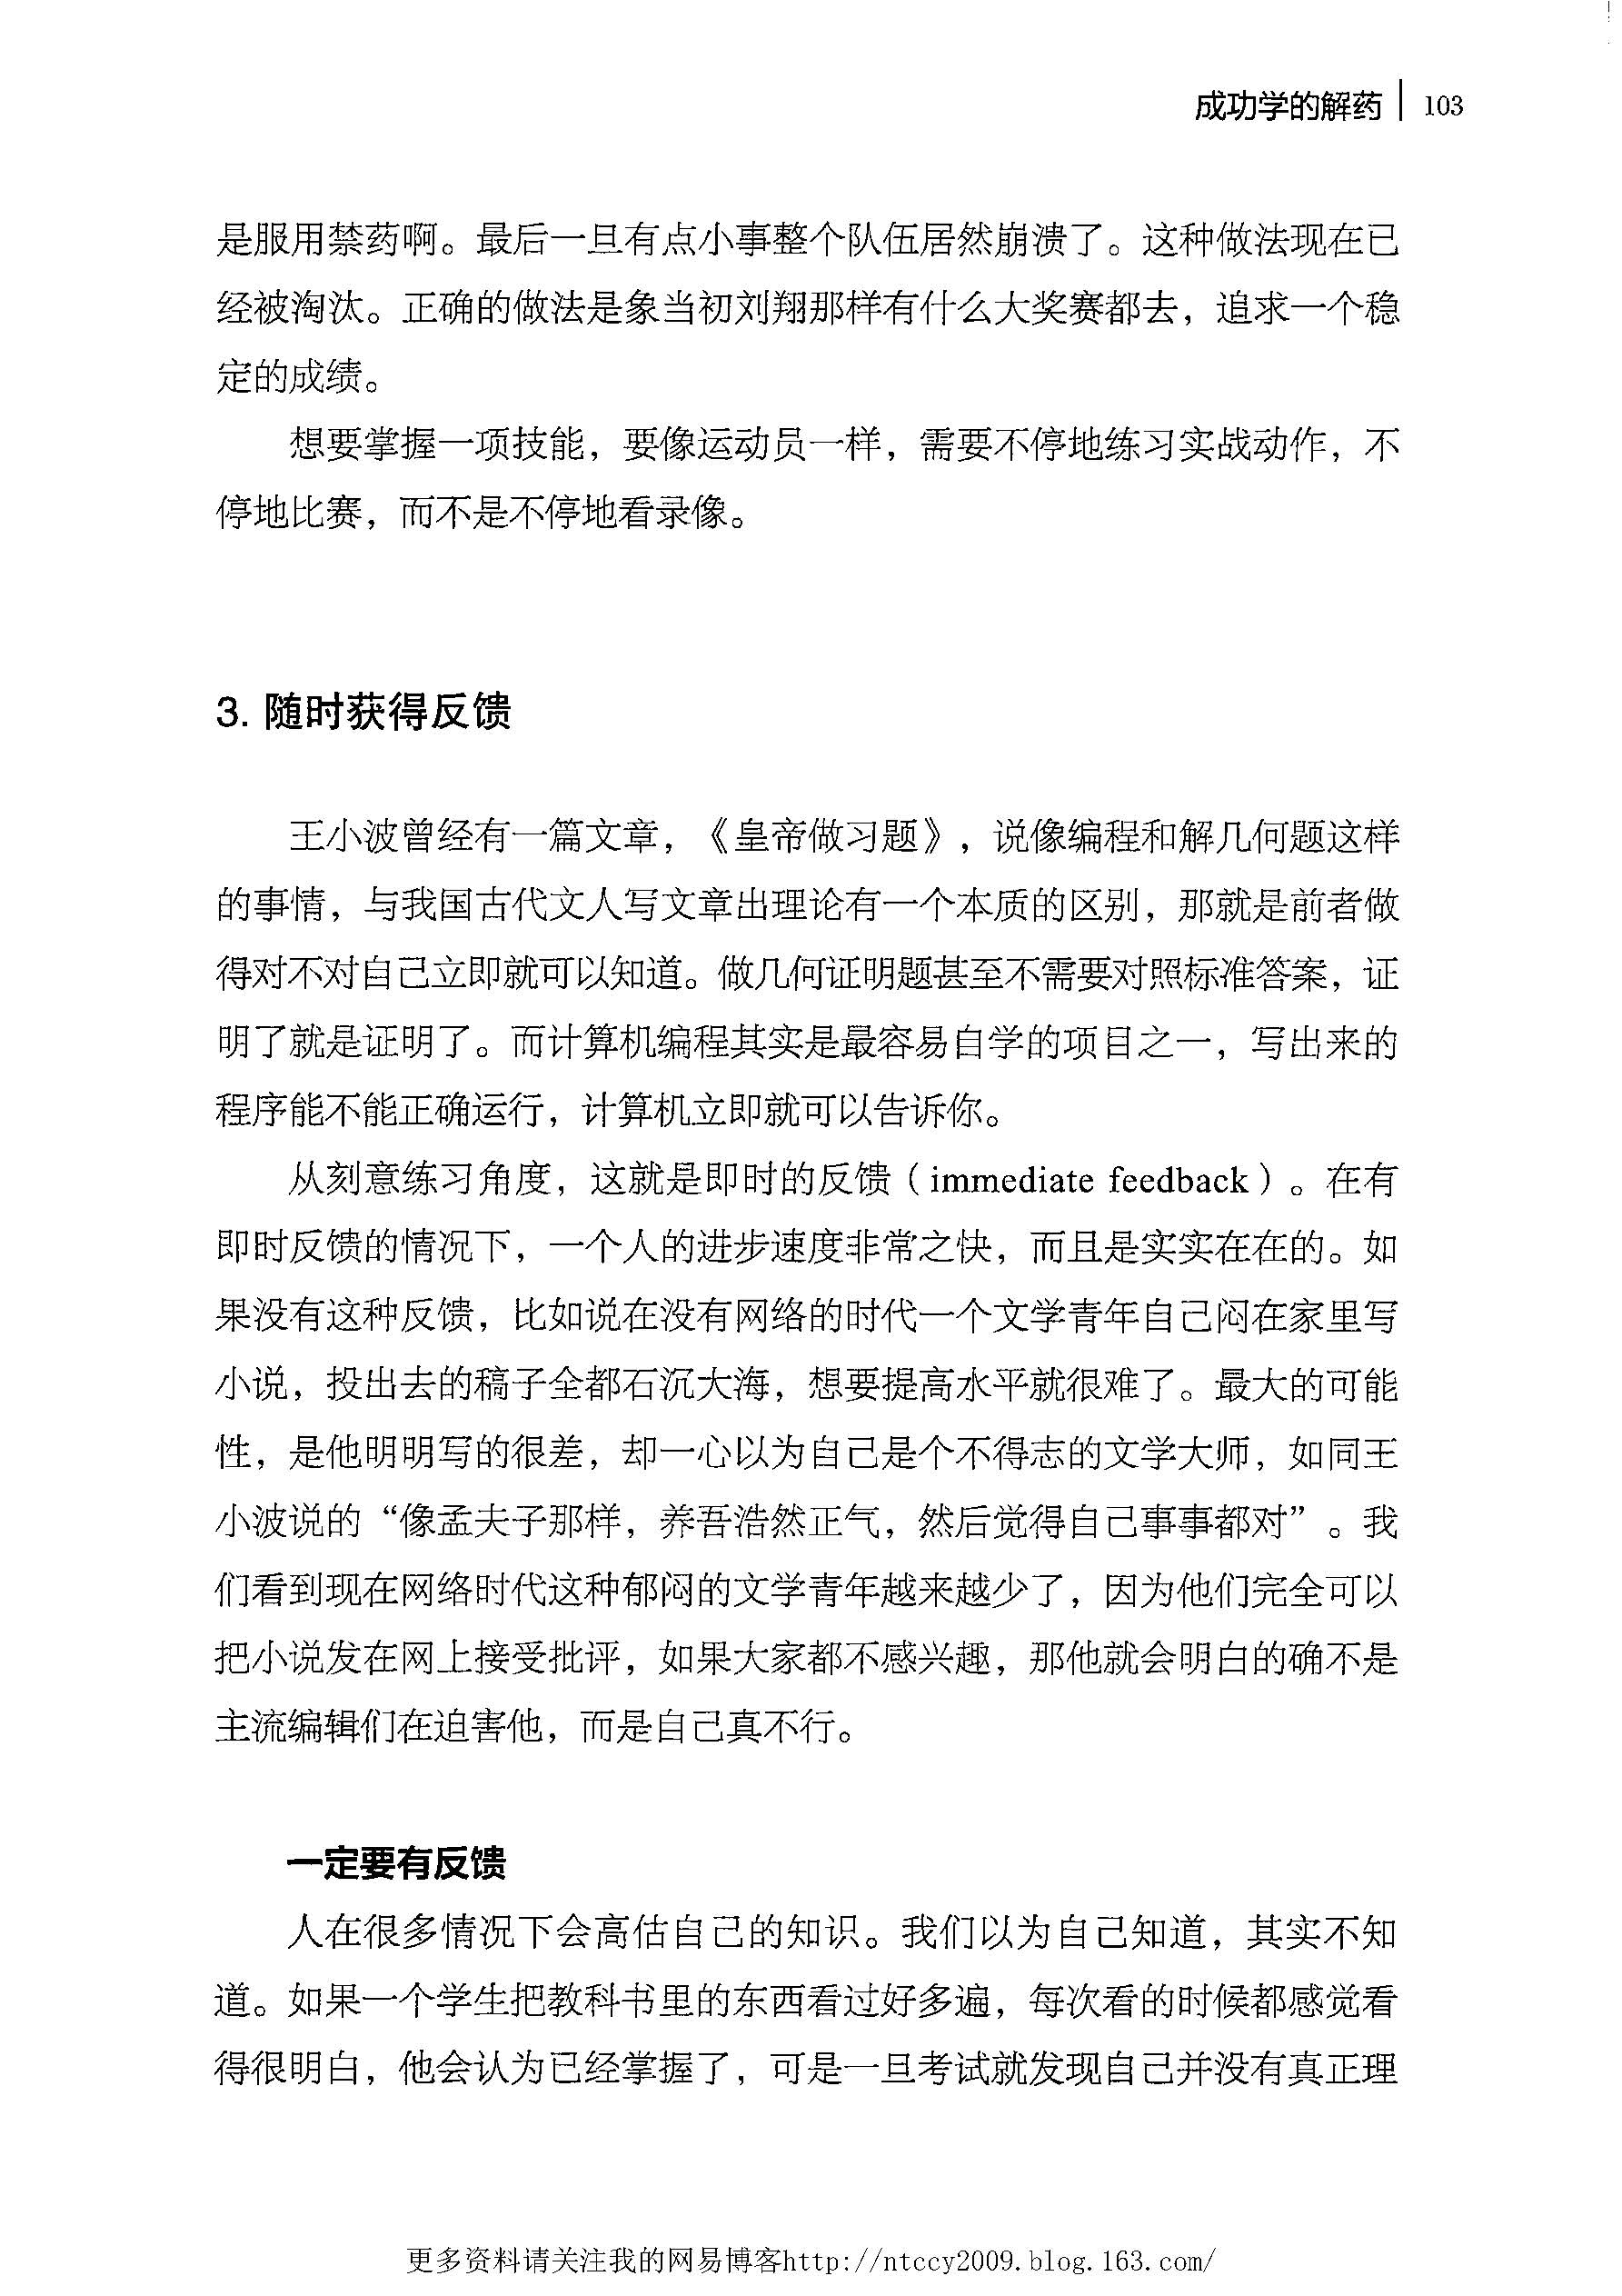 成功学的解药 | 103
是服用禁药啊。最后一旦有点小事整个队伍居然崩溃了。这种做法现在已
经被淘汰。正确的做法是象当初刘翔那样有什么大奖赛都去，追求一个稳
定的成绩。
想要掌握一项技能，要像运动员一样，需要不停地练习实战动作，不
停地比赛，而不是不停地看录像。
3. 随时获得反馈
王小波曾经有一篇文章，《皇帝做习题》，说像编程和解几何题这样
的事情，与我国古代文人写文章出理论有一个本质的区别，那就是前者做
得对不对自己立即就可以知道。做几何证明题甚至不需要对照标准答案，证
明了就是证明了。而计算机编程其实是最容易自学的项目之一，写出来的
程序能不能正确运行，计算机立即就可以告诉你。
从刻意练习角度，这就是即时的反馈（immediate feedback）。在有
即时反馈的情况下，一个人的进步速度非常之快，而且是实实在在的。如
果没有这种反馈，比如说在没有网络的时代一个文学青年自己闷在家里写
小说，投出去的稿子全都石沉大海，想要提高水平就很难了。最大的可能
性，是他明明写的很差，却一心以为自己是个不得志的文学大师，如同王
小波说的“像孟夫子那样，养吾浩然正气，然后觉得自己事事都对”。我
们看到现在网络时代这种郁闷的文学青年越来越少了，因为他们完全可以
把小说发在网上接受批评，如果大家都不感兴趣，那他就会明白的确不是
主流编辑们在迫害他，而是自己真不行。
一定要有反馈
人在很多情况下会高估自己的知识。我们以为自己知道，其实不知
道。如果一个学生把教科书里的东西看过好多遍，每次看的时候都感觉看
得很明白，他会认为已经掌握了，可是一旦考试就发现自己并没有真正理
更多资料请关注我的网易博客http://ntccy2009.blog.163.com/